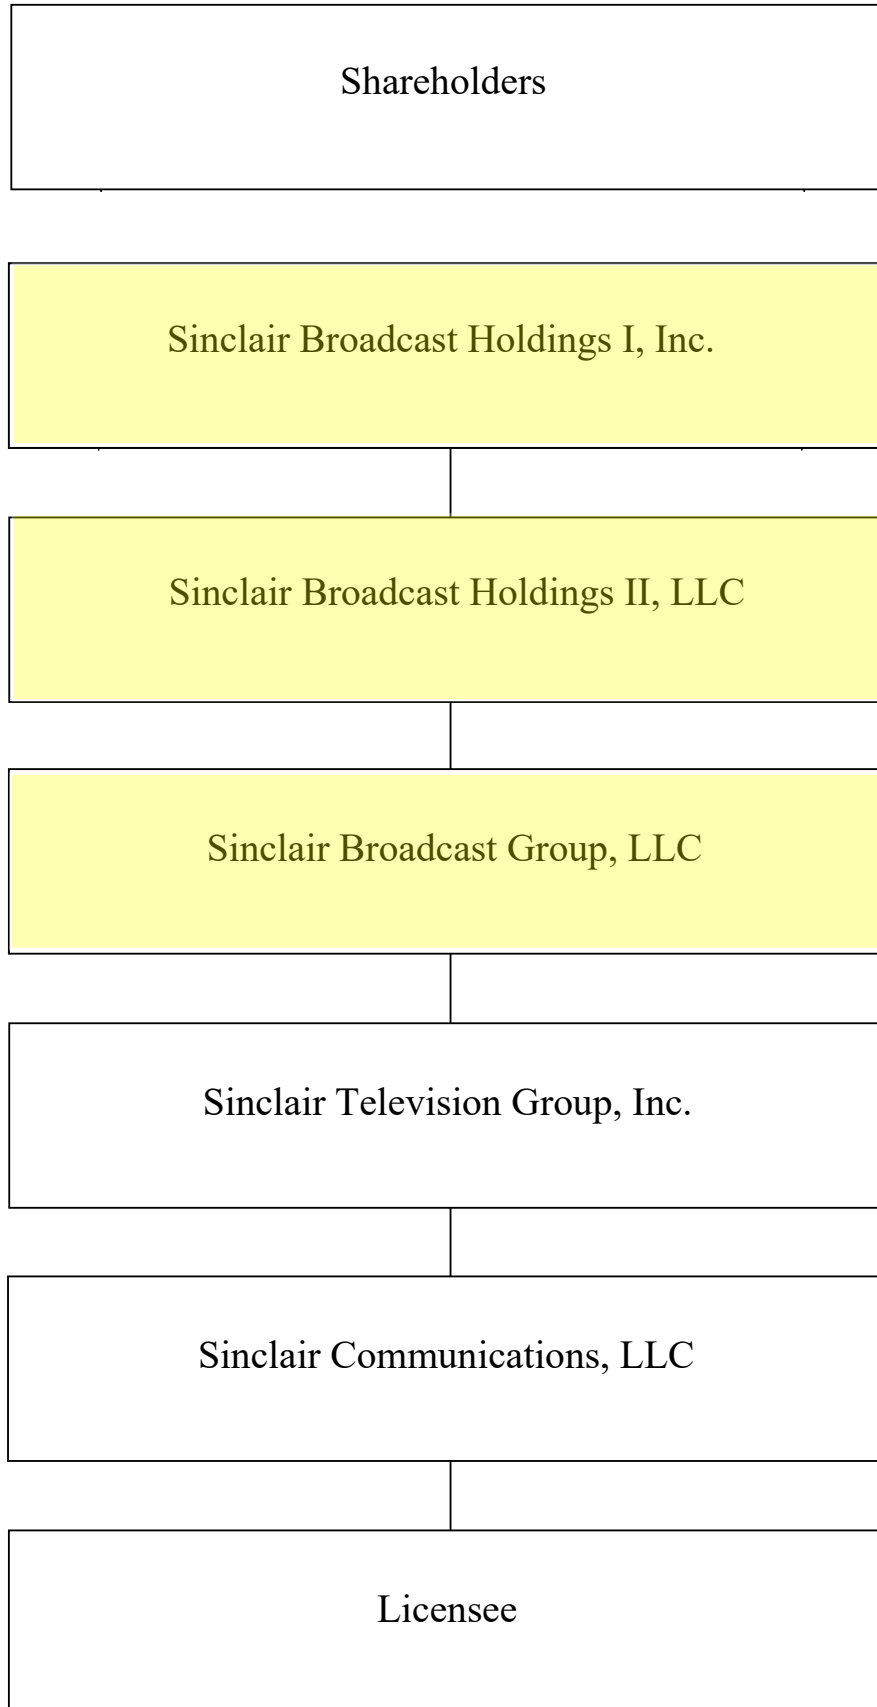 Shareholders
Sinclair Broadcast Holdings I, Inc.
Sinclair Broadcast Holdings II, LLC
Sinclair Broadcast Group, LLC
Sinclair Television Group, Inc.
Sinclair Communications, LLC
Licensee